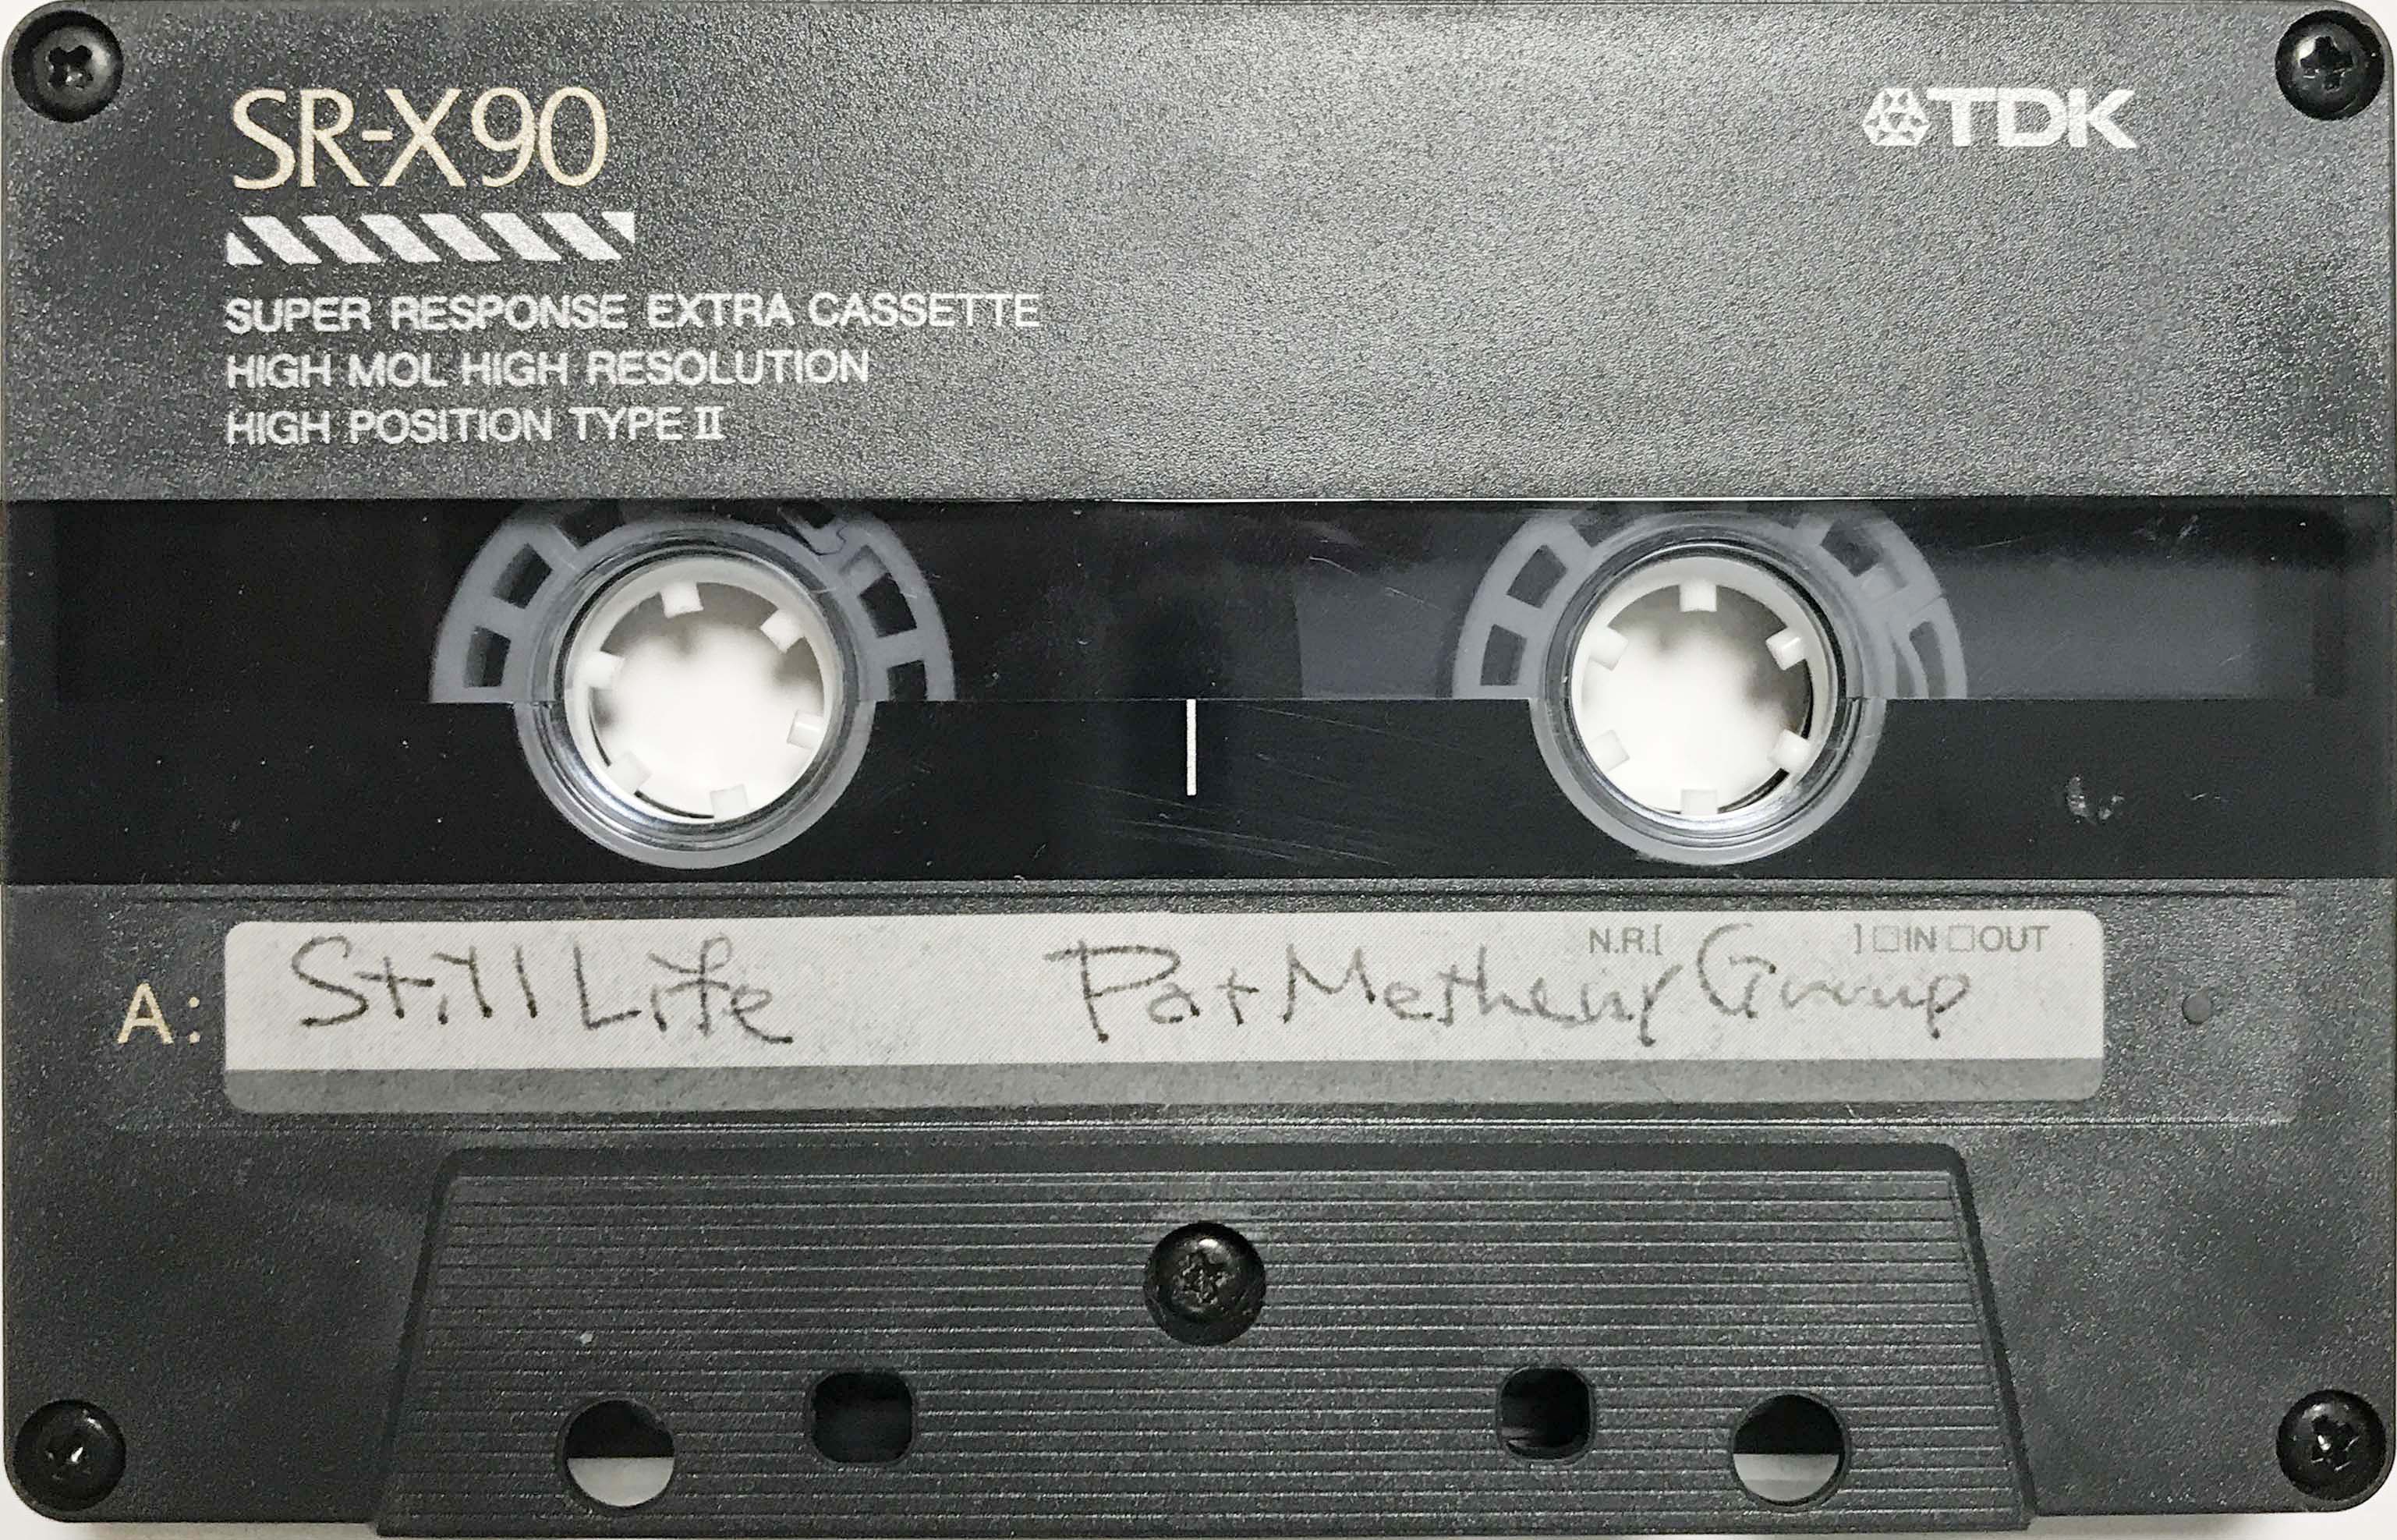 SR-X90
TDK
SUPER RESPONSE EXTRA CASSETTE
HIGH MOL HIGH RESOLUTION
HIGH POSITION TYPE II
N.R.[ ] □IN □OUT
A: Still Life Pat Metheny Group